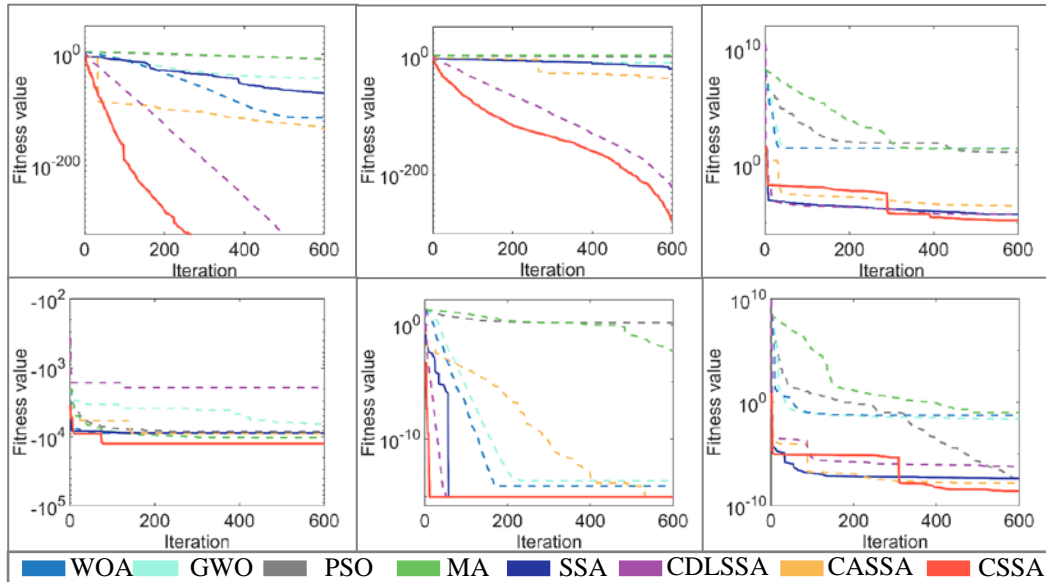 Fitness value
10^0
10^-200
0 200 400 600
Iteration
Fitness value
10^0
10^-200
0 200 400 600
Iteration
Fitness value
10^10
10^0
0 200 400 600
Iteration
Fitness value
-10^2
-10^3
-10^4
-10^5
0 200 400 600
Iteration
Fitness value
10^0
10^-10
0 200 400 600
Iteration
Fitness value
10^10
10^0
10^-10
0 200 400 600
Iteration
WOA GWO PSO MA SSA CDLSSA CASSA CSSA